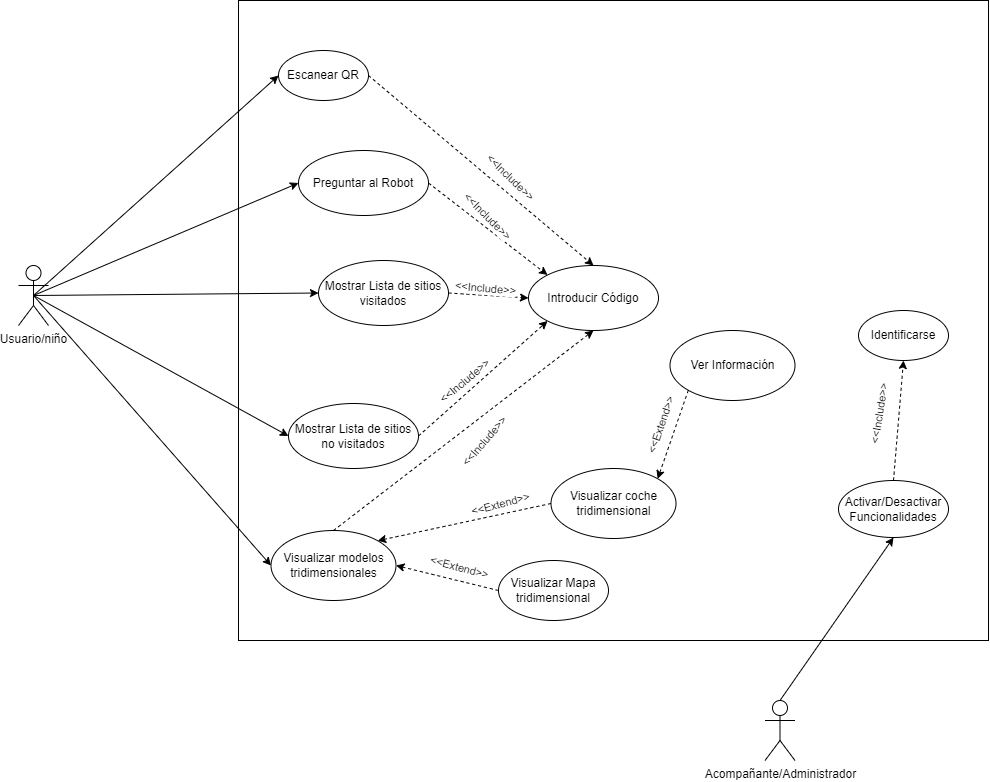 Escanear QR
<<Include>>
Preguntar al Robot
<<Include>>
Mostrar Lista de sitios
visitados
<<Include>>
Introducir Código
Usuario/niño
Identificarse
Ver Información
<<Include>>
<<Include>>
<<Extend>>
Mostrar Lista de sitios
no visitados
<<Include>>
Visualizar coche
tridimensional
<<Extend>>
Activar/Desactivar
Funcionalidades
Visualizar modelos
tridimensionales
<<Extend>>
Visualizar Mapa
tridimensional
Acompañante/Administrador